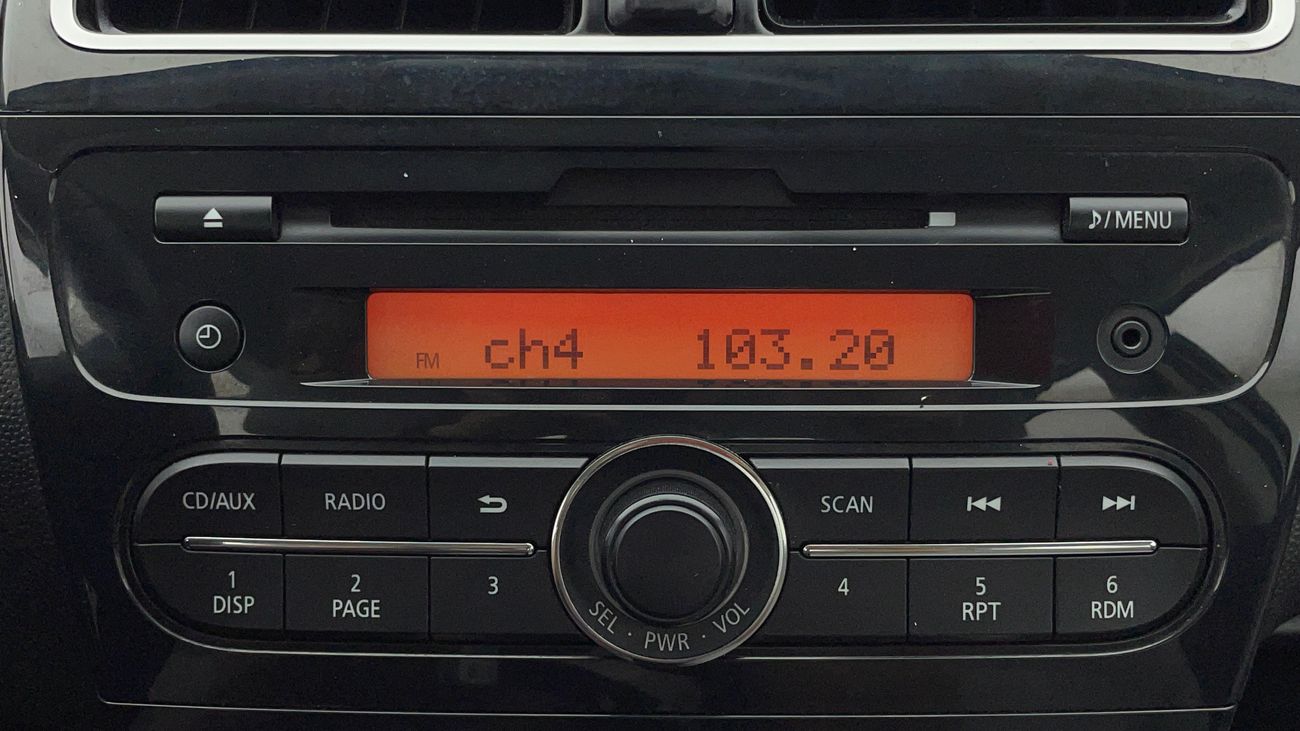 ♪/MENU
FM ch4 103.20
CD/AUX RADIO SCAN
1 2 3 4 5 6
DISP PAGE RPT RDM
SEL · PWR · VOL